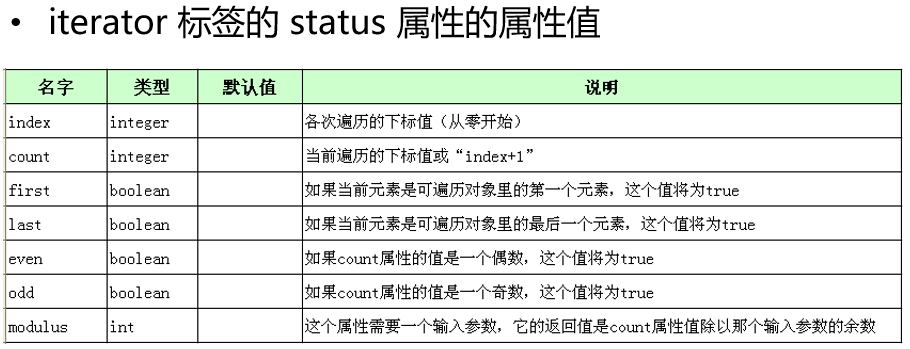 • iterator 标签的 status 属性的属性值
名字 类型 默认值 说明
index integer 各次遍历的下标值（从零开始）
count integer 当前遍历的下标值或“index+1”
first boolean 如果当前元素是可遍历对象里的第一个元素，这个值将为true
last boolean 如果当前元素是可遍历对象里的最后一个元素，这个值将为true
even boolean 如果count属性的值是一个偶数，这个值将为true
odd boolean 如果count属性的值是一个奇数，这个值将为true
modulus int 这个属性需要一个输入参数，它的返回值是count属性值除以那个输入参数的余数